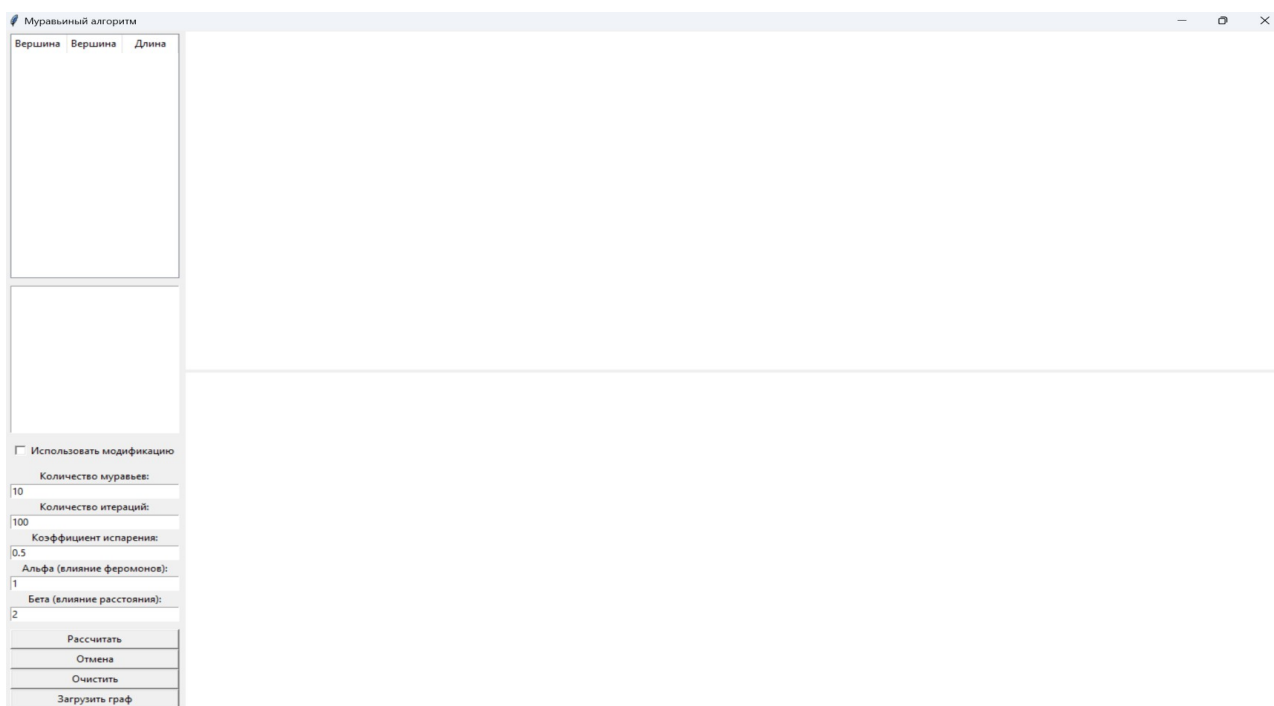 Муравьиный алгоритм
Вершина Вершина Длина
Использовать модификацию
Количество муравьев:
10
Количество итераций:
100
Коэффициент испарения:
0.5
Альфа (влияние феромонов):
1
Бета (влияние расстояния):
2
Рассчитать
Отмена
Очистить
Загрузить граф